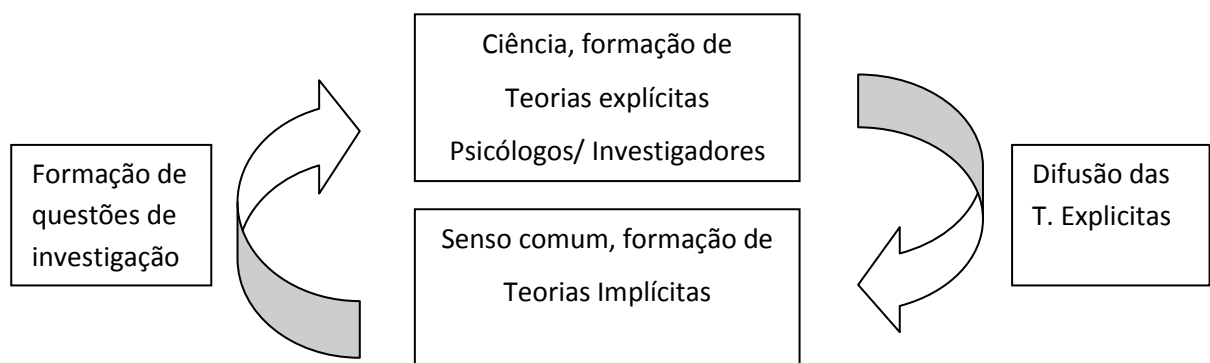 Ciência, formação de
Teorias explícitas
Psicólogos/ Investigadores
Formação de
questões de
investigação
Difusão das
T. Explicitas
Senso comum, formação de
Teorias Implícitas